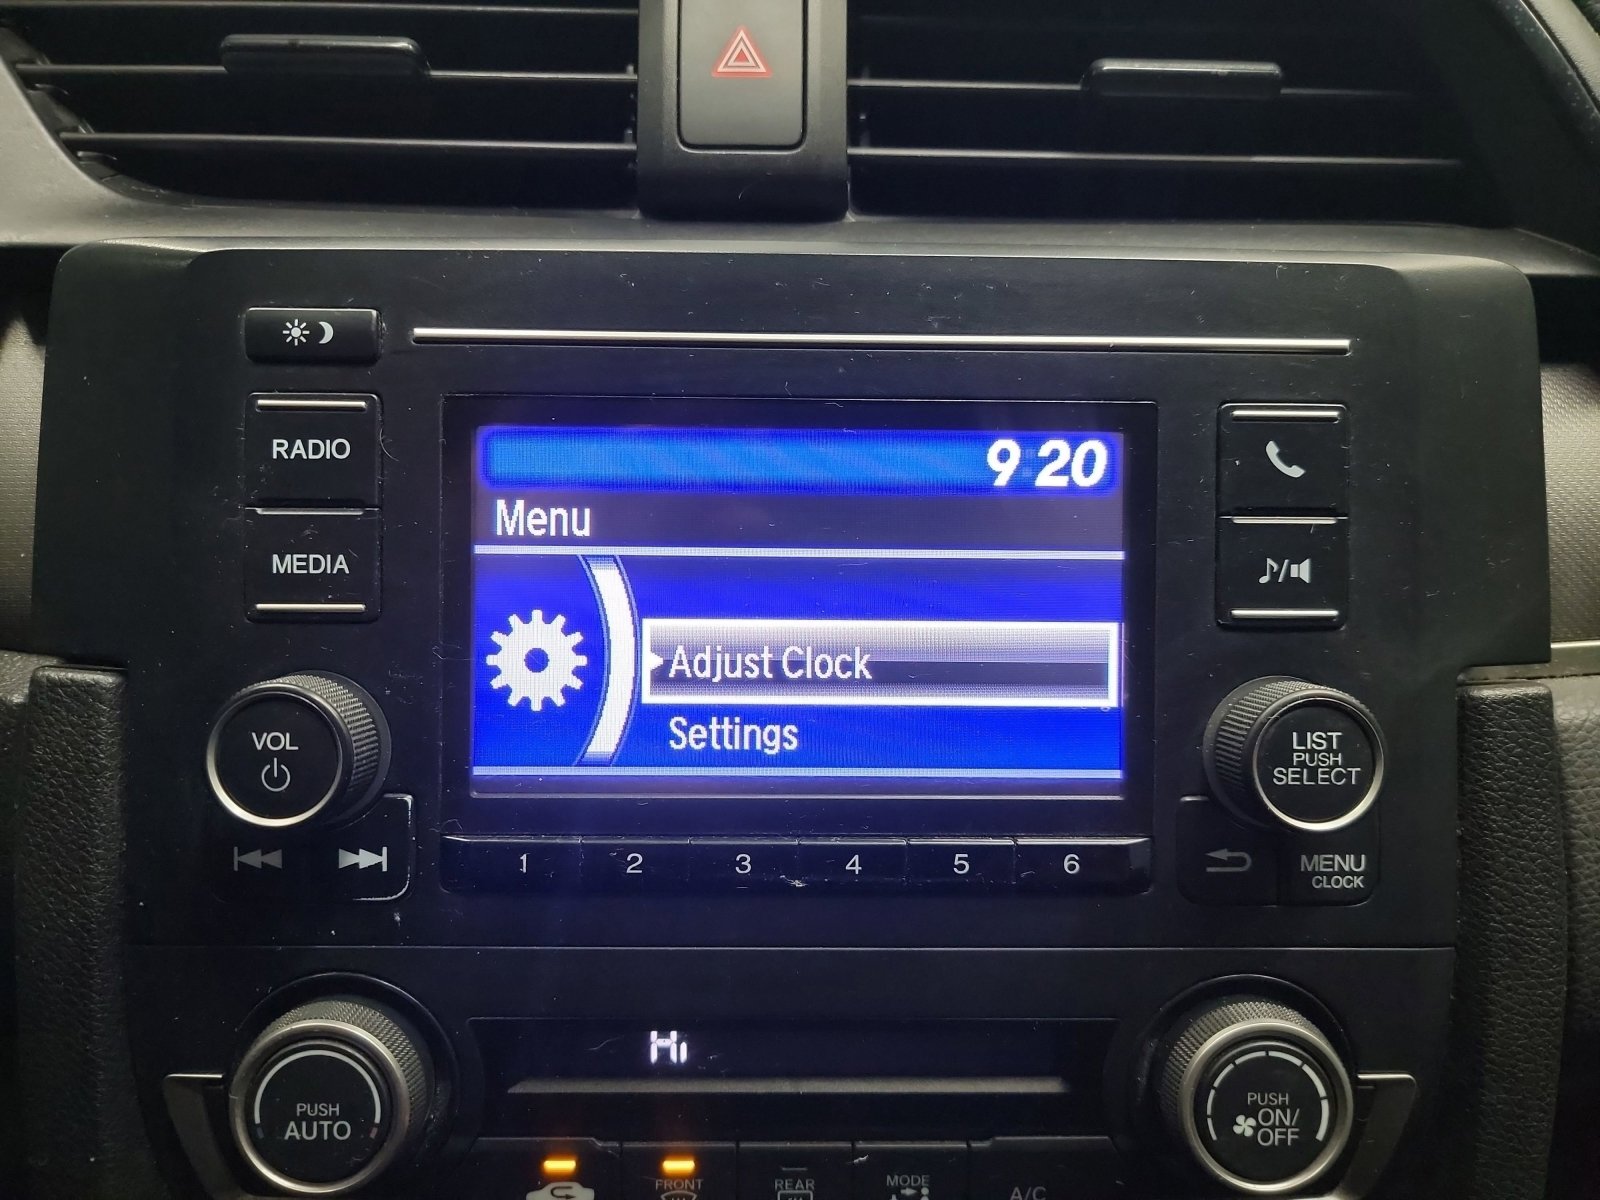 RADIO
MEDIA
9:20
Menu
Adjust Clock
Settings
VOL
LIST
PUSH
SELECT
1 2 3 4 5 6
MENU
CLOCK
Hi
PUSH
AUTO
PUSH
ON/
OFF
FRONT
REAR
MODE
A/C